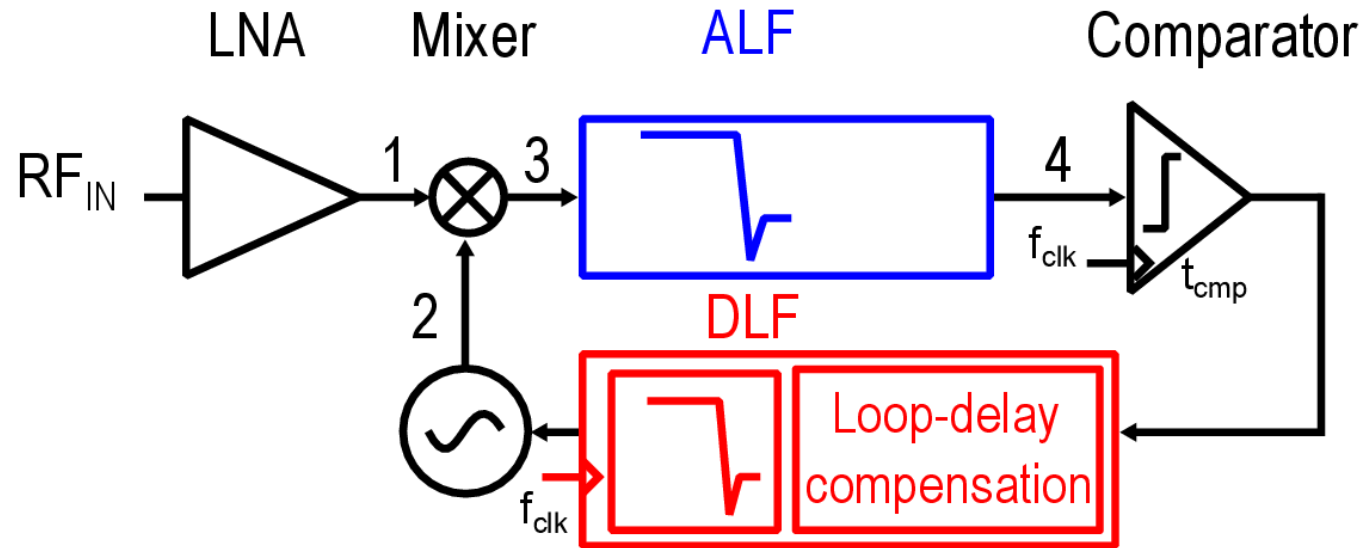 LNA
Mixer
ALF
Comparator
RF_IN
1
3
4
f_clk
t_cmp
2
DLF
Loop-delay
compensation
f_clk